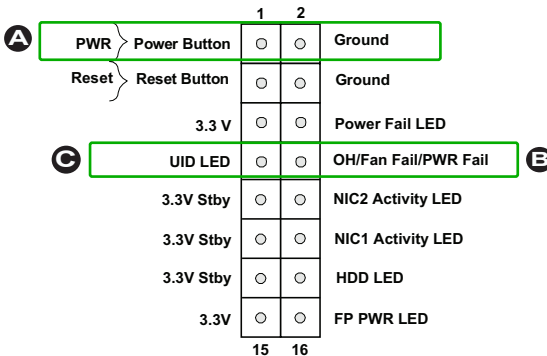 1 2
A PWR Power Button Ground
Reset Reset Button Ground
3.3 V Power Fail LED
C UID LED OH/Fan Fail/PWR Fail B
3.3V Stby NIC2 Activity LED
3.3V Stby NIC1 Activity LED
3.3V Stby HDD LED
3.3V FP PWR LED
15 16